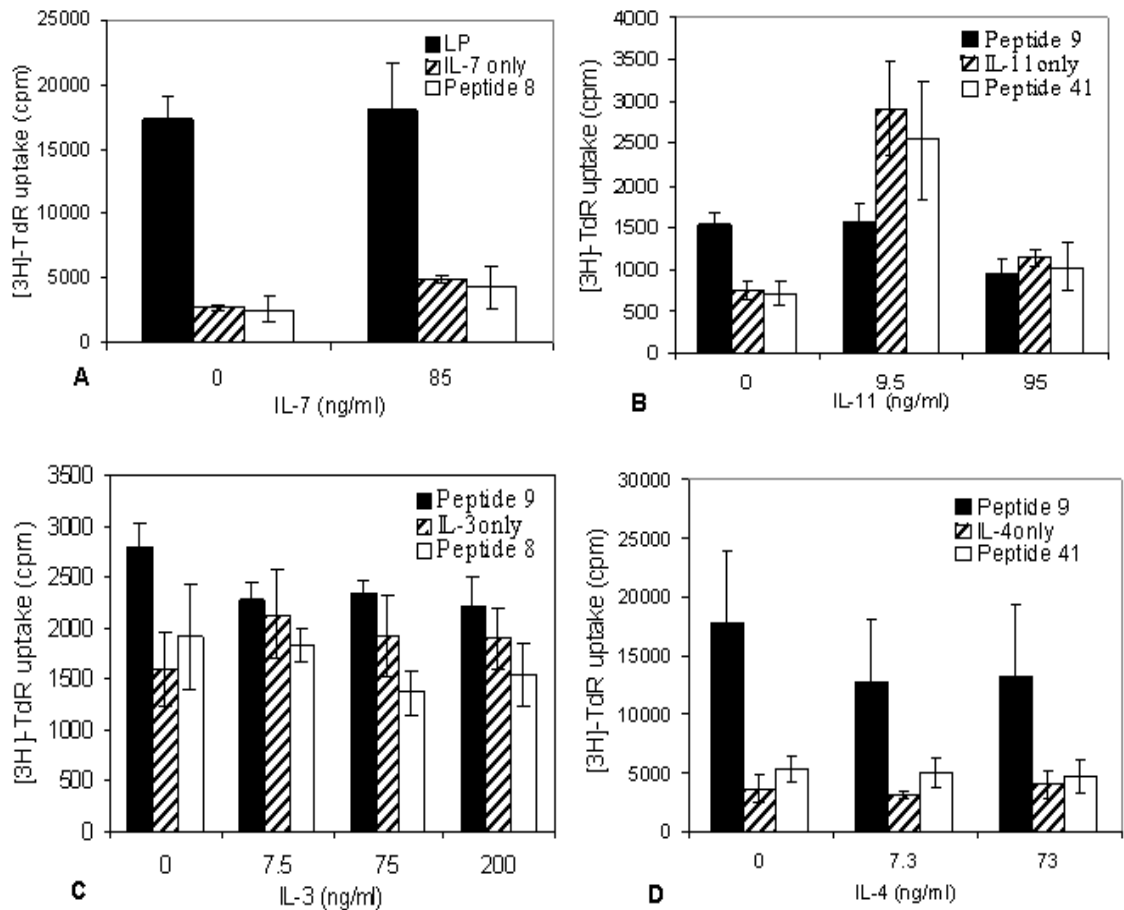 25000
20000
15000
10000
5000
0
[3H]-TdR uptake (cpm)
LP
IL-7 only
Peptide 8
0 85
A
IL-7 (ng/ml)
4000
3500
3000
2500
2000
1500
1000
500
0
[3H]-TdR uptake (cpm)
Peptide 9
IL-11only
Peptide 41
0 9.5 95
B
IL-11 (ng/ml)
3500
3000
2500
2000
1500
1000
500
0
[3H]-TdR uptake (cpm)
Peptide 9
IL-3only
Peptide 8
0 7.5 75 200
C
IL-3 (ng/ml)
30000
25000
20000
15000
10000
5000
0
[3H]-TdR uptake (cpm)
Peptide 9
IL-4only
Peptide 41
0 7.3 73
D
IL-4 (ng/ml)